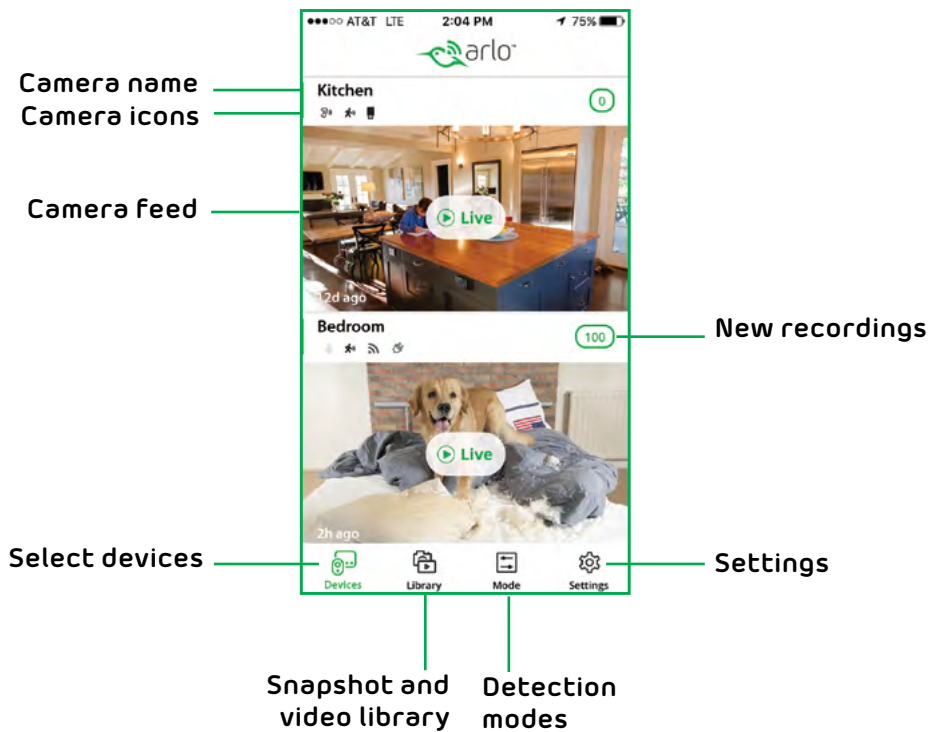 AT&T LTE 2:04 PM 75%
arlo™
Camera name
Kitchen
0
Camera icons
Camera feed
Live
12d ago
Bedroom
100
New recordings
Live
2h ago
Select devices
Devices
Library
Mode
Settings
Settings
Snapshot and
video library
Detection
modes